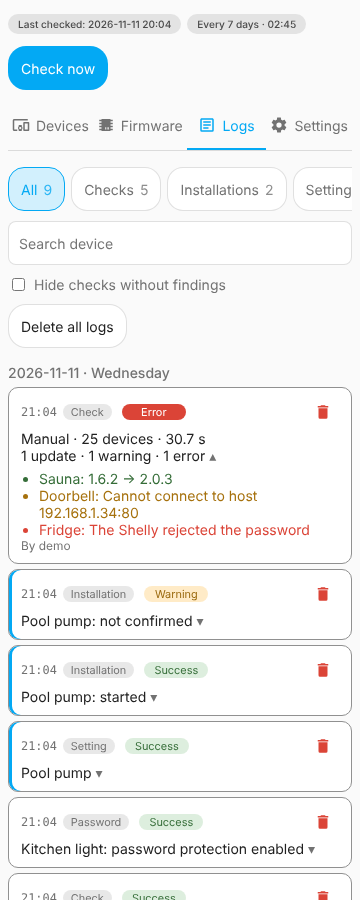 Last checked: 2026-11-11 20:04
Every 7 days · 02:45
Check now
Devices
Firmware
Logs
Settings
All 9
Checks 5
Installations 2
Setting
Search device
Hide checks without findings
Delete all logs
2026-11-11 · Wednesday
21:04 Check Error
Manual · 25 devices · 30.7 s
1 update · 1 warning · 1 error ▴
• Sauna: 1.6.2 → 2.0.3
• Doorbell: Cannot connect to host
192.168.1.34:80
• Fridge: The Shelly rejected the password
By demo
21:04 Installation Warning
Pool pump: not confirmed ▾
21:04 Installation Success
Pool pump: started ▾
21:04 Setting Success
Pool pump ▾
21:04 Password Success
Kitchen light: password protection enabled ▾
21:04 Check Success